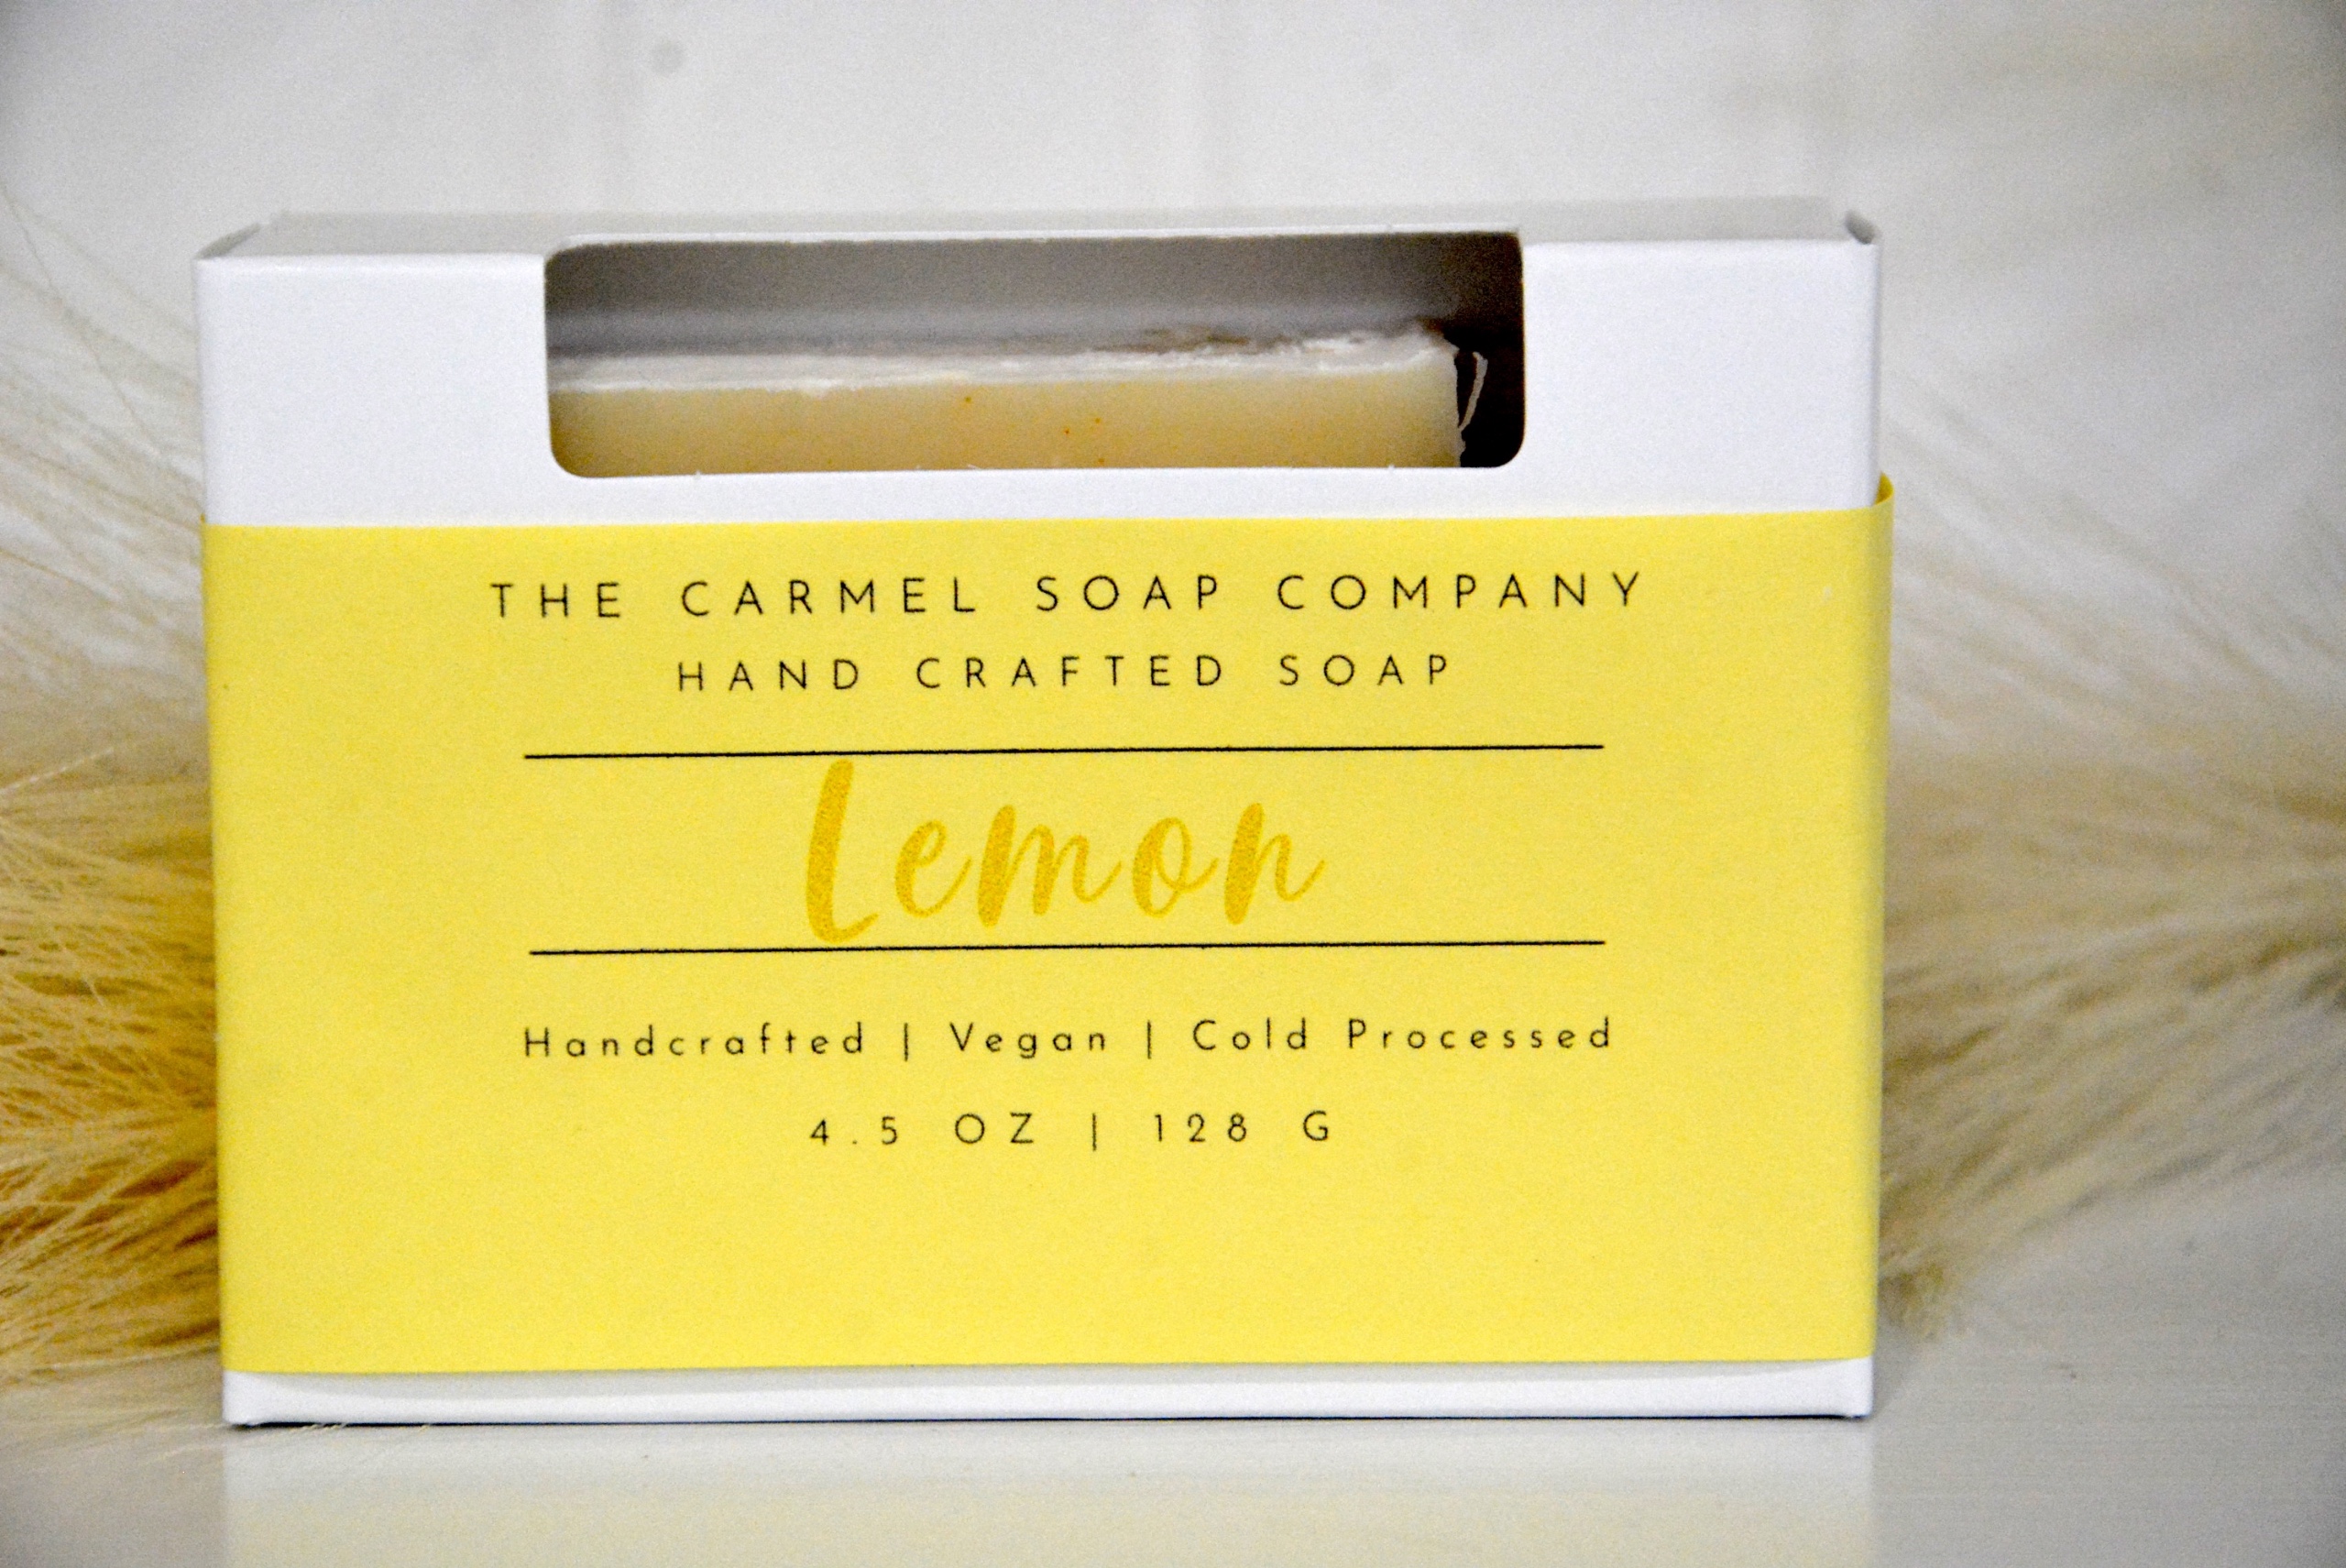 THE CARMEL SOAP COMPANY
HAND CRAFTED SOAP
Lemon
Handcrafted | Vegan | Cold Processed
4.5 OZ | 128 G